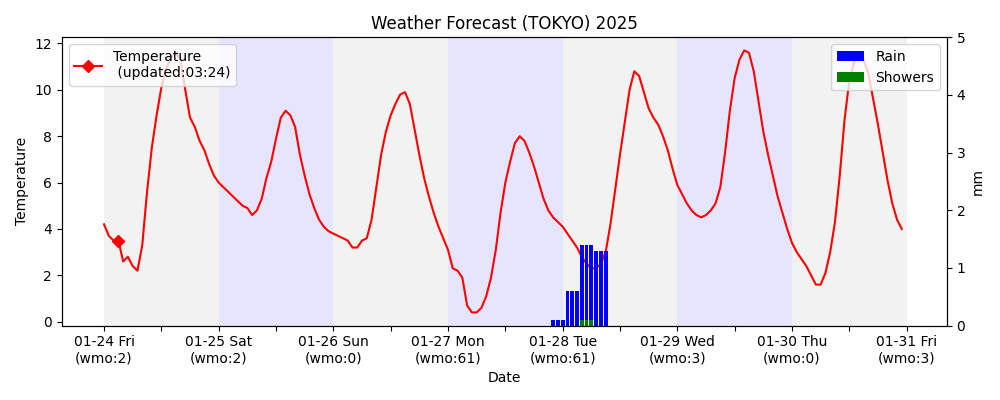 Weather Forecast (TOKYO) 2025
Temperature
(updated:03:24)
Rain
Showers
12
10
8
6
4
2
0
Temperature
5
4
3
2
1
0
mm
01-24 Fri
(wmo:2)
01-25 Sat
(wmo:2)
01-26 Sun
(wmo:0)
01-27 Mon
(wmo:61)
01-28 Tue
(wmo:61)
01-29 Wed
(wmo:3)
01-30 Thu
(wmo:0)
01-31 Fri
(wmo:3)
Date